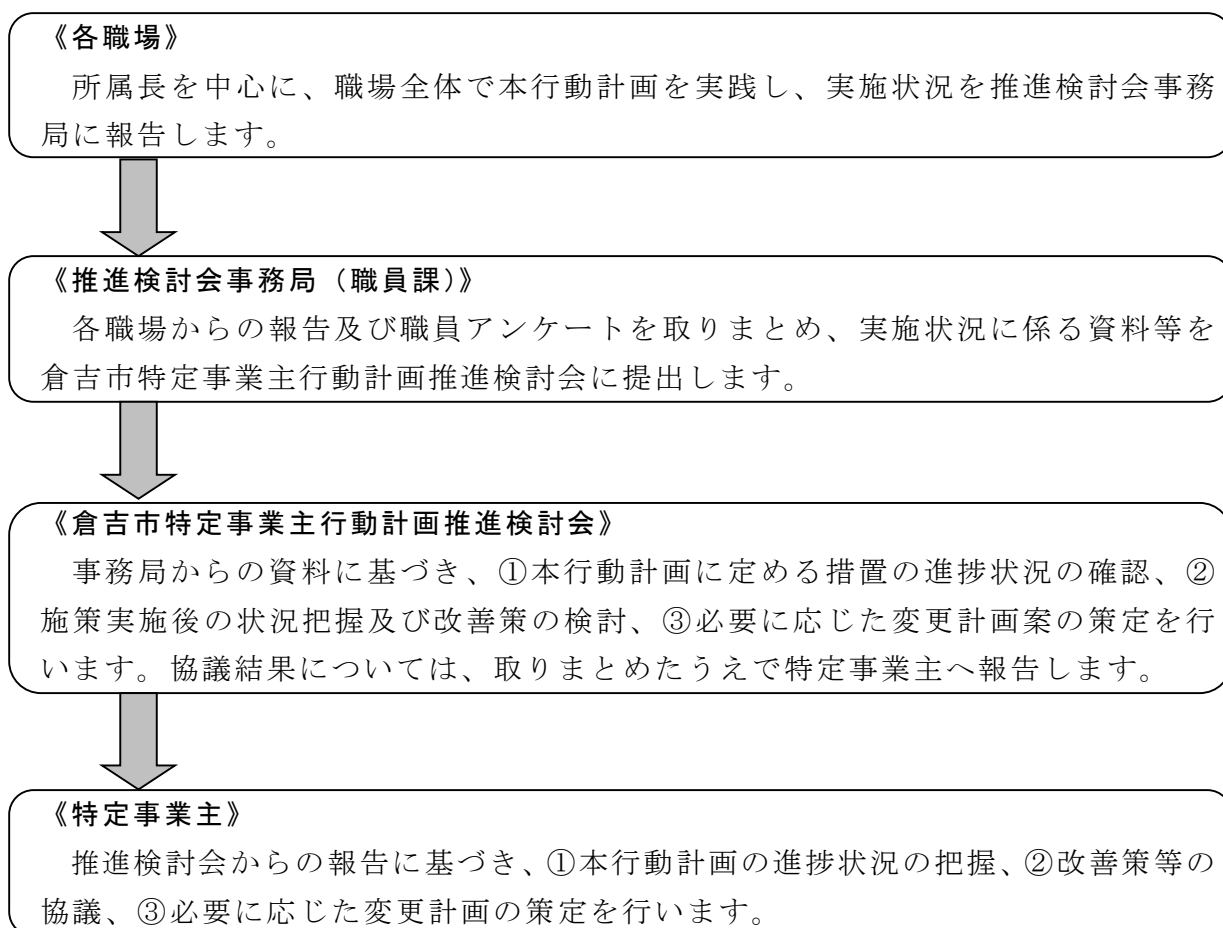 《各職場》
所属長を中心に、職場全体で本行動計画を実践し、実施状況を推進検討会事務
局に報告します。
《推進検討会事務局（職員課）》
各職場からの報告及び職員アンケートを取りまとめ、実施状況に係る資料等を
倉吉市特定事業主行動計画推進検討会に提出します。
《倉吉市特定事業主行動計画推進検討会》
事務局からの資料に基づき、①本行動計画に定める措置の進捗状況の確認、②
施策実施後の状況把握及び改善策の検討、③必要に応じた変更計画案の策定を行
います。協議結果については、取りまとめたうえで特定事業主へ報告します。
《特定事業主》
推進検討会からの報告に基づき、①本行動計画の進捗状況の把握、②改善策等の
協議、③必要に応じた変更計画の策定を行います。